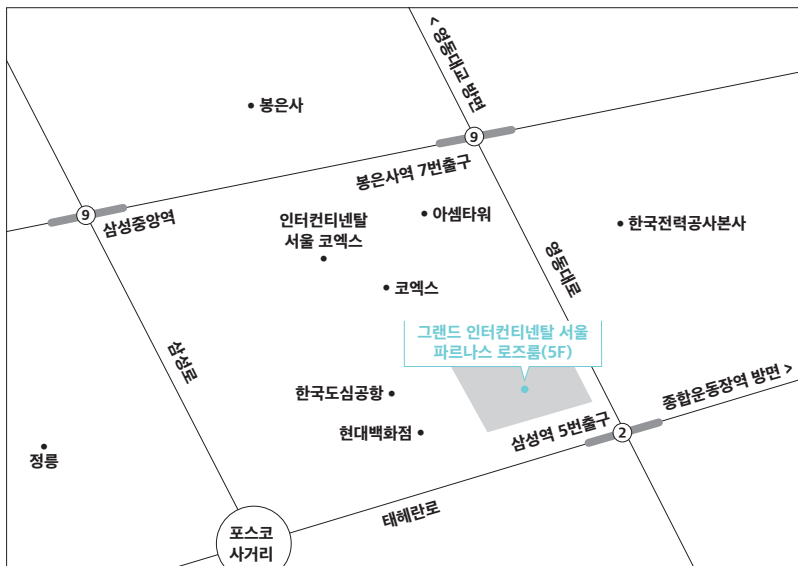 < 영동대교 방면
봉은사
9
봉은사역 7번출구
9
삼성중앙역
인터컨티넨탈
서울 코엑스
아셈타워
한국전력공사본사
코엑스
영동대로
그랜드 인터컨티넨탈 서울
파르나스 로즈룸(5F)
삼성로
한국도심공항
종합운동장역 방면 >
현대백화점
삼성역 5번출구
2
정릉
태헤란로
포스코
사거리